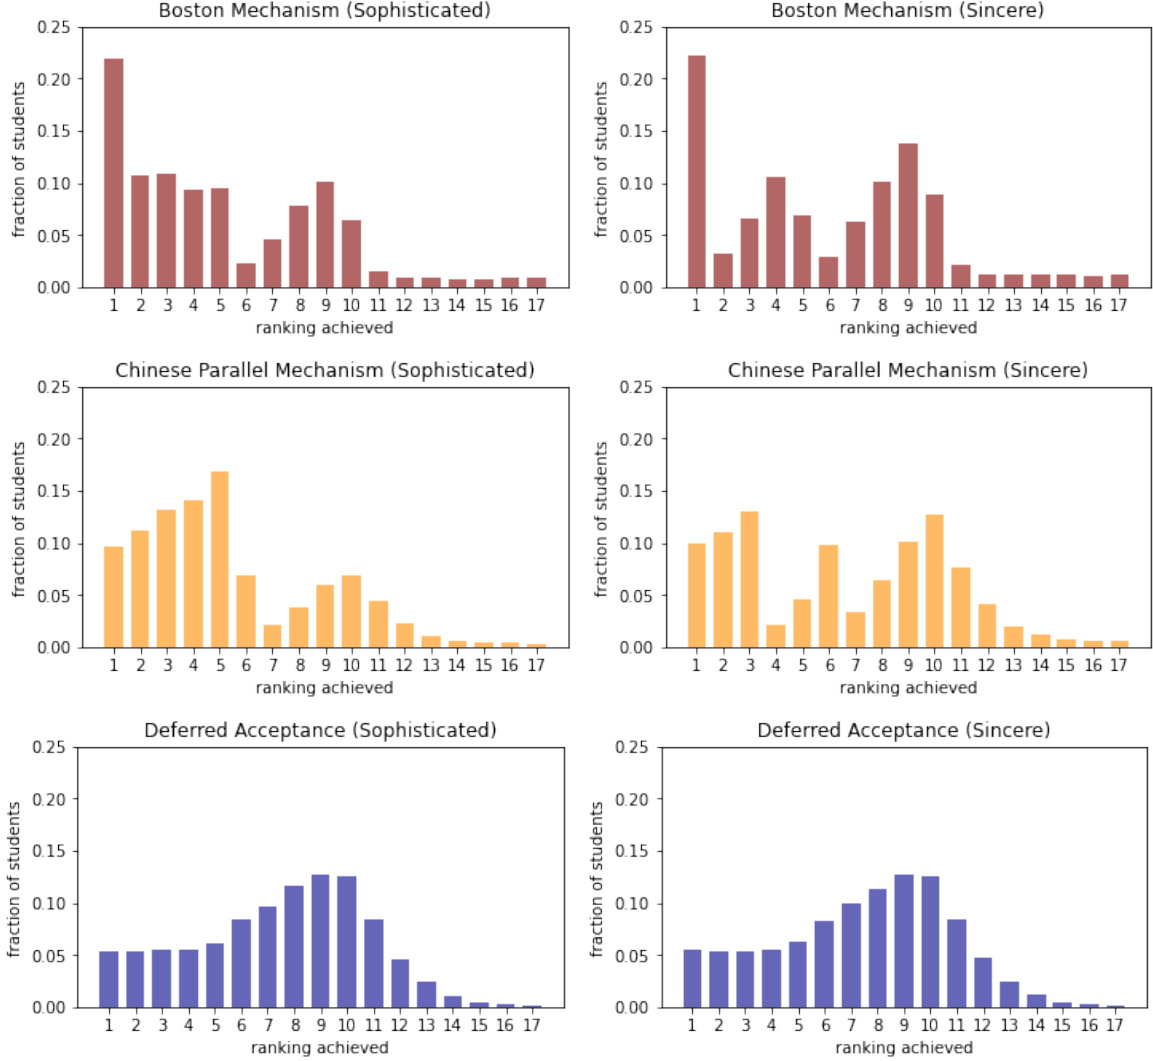 Boston Mechanism (Sophisticated)
0.25
0.20
0.15
0.10
0.05
0.00
fraction of students
1 2 3 4 5 6 7 8 9 10 11 12 13 14 15 16 17
ranking achieved
Boston Mechanism (Sincere)
0.25
0.20
0.15
0.10
0.05
0.00
fraction of students
1 2 3 4 5 6 7 8 9 10 11 12 13 14 15 16 17
ranking achieved
Chinese Parallel Mechanism (Sophisticated)
0.25
0.20
0.15
0.10
0.05
0.00
fraction of students
1 2 3 4 5 6 7 8 9 10 11 12 13 14 15 16 17
ranking achieved
Chinese Parallel Mechanism (Sincere)
0.25
0.20
0.15
0.10
0.05
0.00
fraction of students
1 2 3 4 5 6 7 8 9 10 11 12 13 14 15 16 17
ranking achieved
Deferred Acceptance (Sophisticated)
0.25
0.20
0.15
0.10
0.05
0.00
fraction of students
1 2 3 4 5 6 7 8 9 10 11 12 13 14 15 16 17
ranking achieved
Deferred Acceptance (Sincere)
0.25
0.20
0.15
0.10
0.05
0.00
fraction of students
1 2 3 4 5 6 7 8 9 10 11 12 13 14 15 16 17
ranking achieved